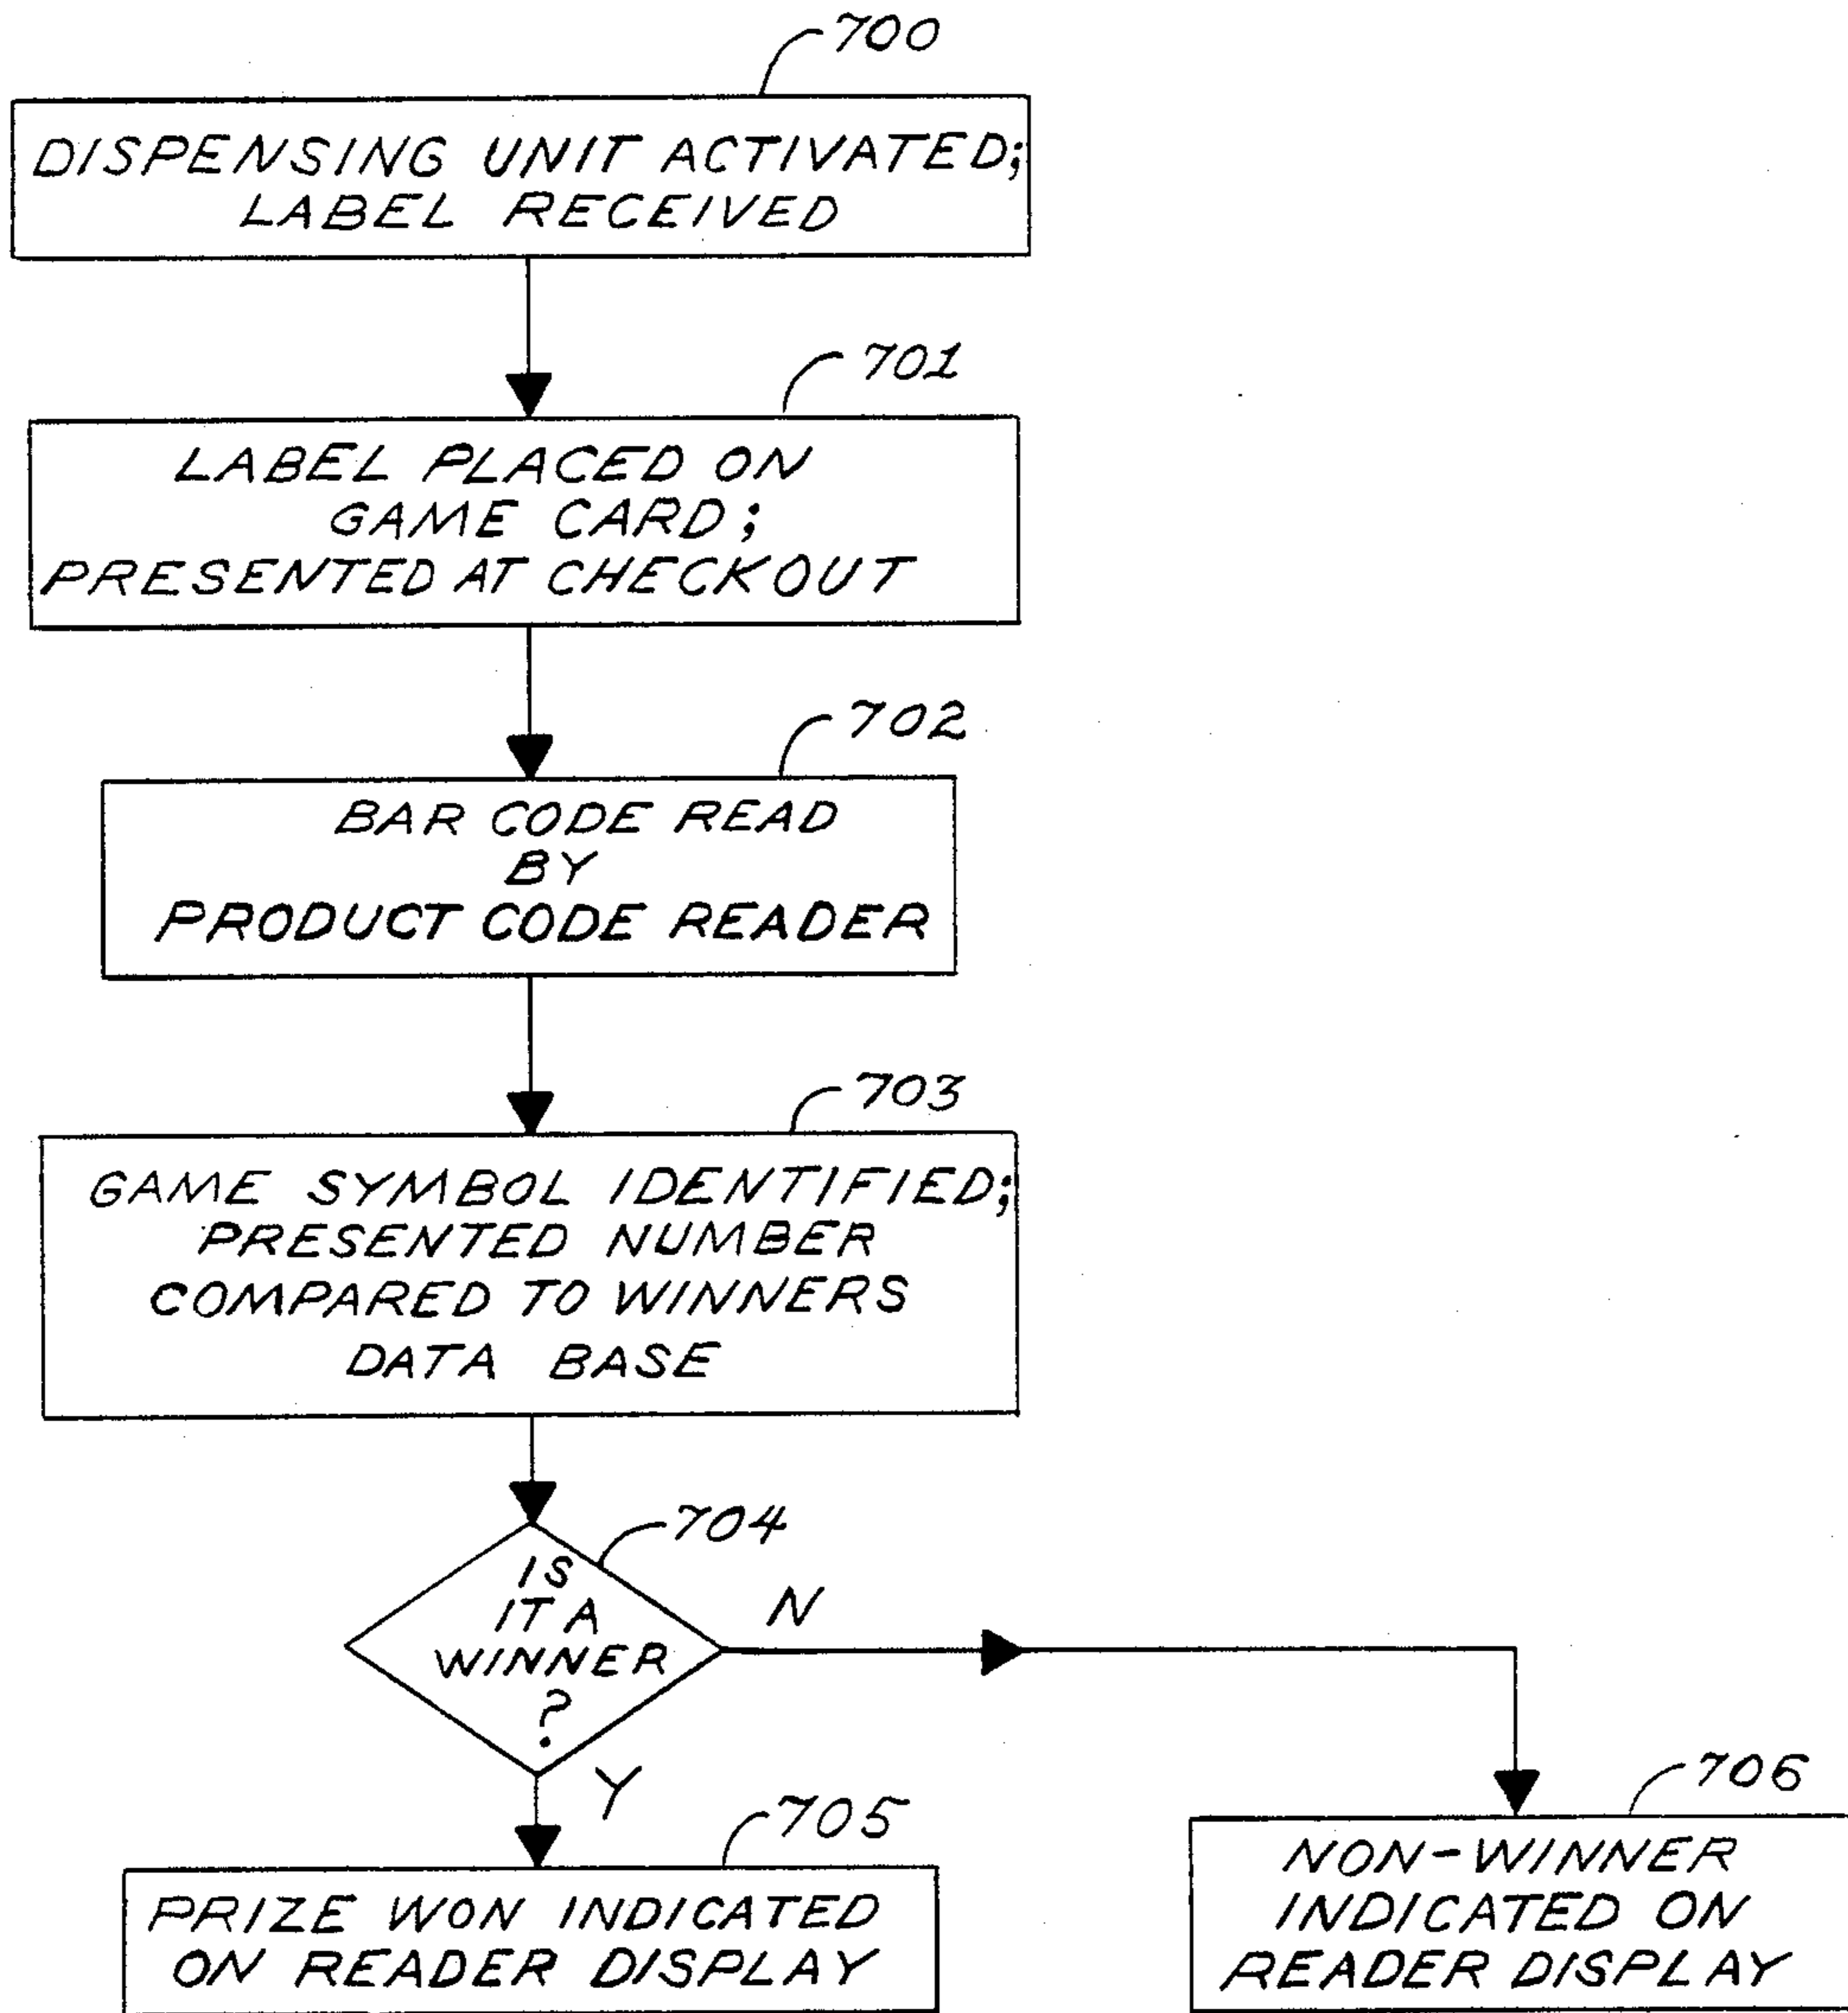 700
DISPENSING UNIT ACTIVATED;
LABEL RECEIVED
701
LABEL PLACED ON
GAME CARD;
PRESENTED AT CHECKOUT
702
BAR CODE READ
BY
PRODUCT CODE READER
703
GAME SYMBOL IDENTIFIED;
PRESENTED NUMBER
COMPARED TO WINNERS
DATA BASE
704
IS
IT A
WINNER
?
N
Y
705
PRIZE WON INDICATED
ON READER DISPLAY
706
NON-WINNER
INDICATED ON
READER DISPLAY